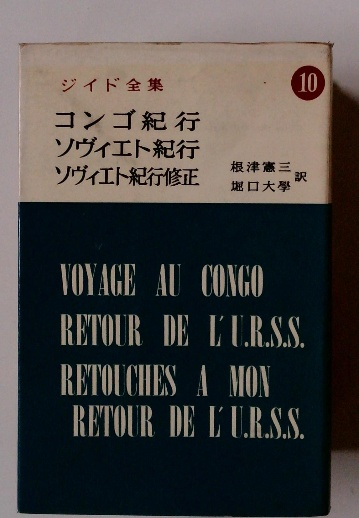 ジイド全集
10
コンゴ紀行
ソヴィエト紀行
ソヴィエト紀行修正
根津憲三
堀口大學
訳
VOYAGE AU CONGO
RETOUR DE L'U.R.S.S.
RETOUCHES A MON
RETOUR DE L'U.R.S.S.